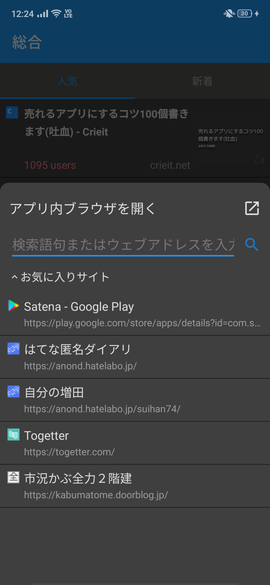 12:24
30
総合
人気
新着
売れるアプリにするコツ100個書き
ます(吐血) - Crieit
売れるアプリにするコツ100
個書きます(吐血)
1095 users
crieit.net
アプリ内ブラウザを開く
検索語句またはウェブアドレスを入力
お気に入りサイト
Satena - Google Play
https://play.google.com/store/apps/details?id=com.s...
はてな匿名ダイアリ
https://anond.hatelabo.jp/
自分の増田
https://anond.hatelabo.jp/suihan74/
Togetter
https://togetter.com/
全 市況かぶ全力２階建
https://kabumatome.doorblog.jp/